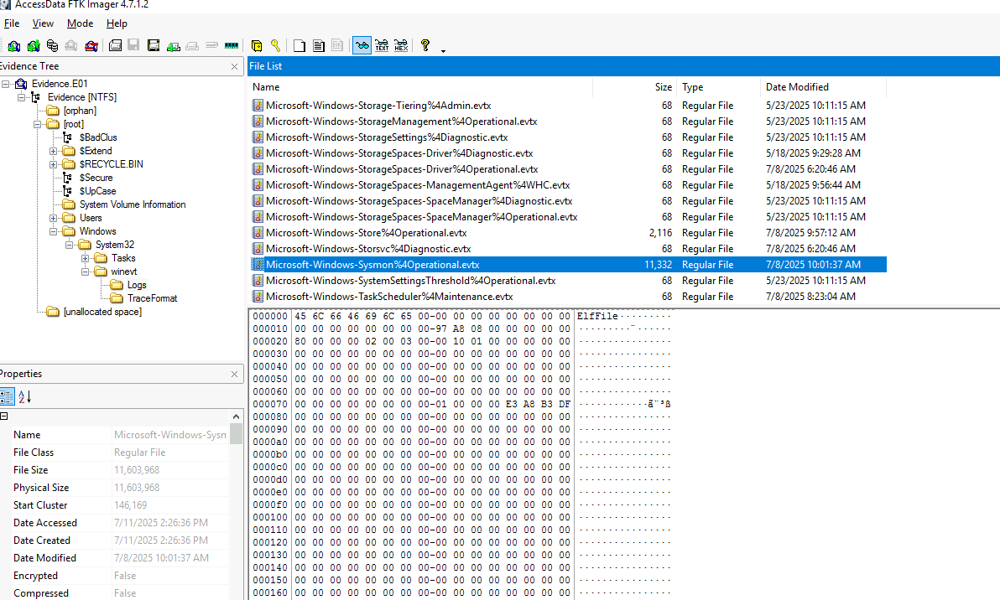 AccessData FTK Imager 4.7.1.2
File View Mode Help
Evidence Tree
Evidence.E01
Evidence [NTFS]
[orphan]
[root]
$BadClus
$Extend
$RECYCLE.BIN
$Secure
$UpCase
System Volume Information
Users
Windows
System32
Tasks
winevt
Logs
TraceFormat
[unallocated space]
Properties
Name Microsoft-Windows-Sysm
File Class Regular File
File Size 11,603,968
Physical Size 11,603,968
Start Cluster 146,169
Date Accessed 7/11/2025 2:26:36 PM
Date Created 7/11/2025 2:26:36 PM
Date Modified 7/8/2025 10:01:37 AM
Encrypted False
Compressed False
File List
Name Size Type Date Modified
Microsoft-Windows-Storage-Tiering%4Admin.evtx 68 Regular File 5/23/2025 10:11:15 AM
Microsoft-Windows-StorageManagement%4Operational.evtx 68 Regular File 5/23/2025 10:11:15 AM
Microsoft-Windows-StorageSettings%4Diagnostic.evtx 68 Regular File 5/23/2025 10:11:15 AM
Microsoft-Windows-StorageSpaces-Driver%4Diagnostic.evtx 68 Regular File 5/18/2025 9:29:28 AM
Microsoft-Windows-StorageSpaces-Driver%4Operational.evtx 68 Regular File 7/8/2025 6:20:46 AM
Microsoft-Windows-StorageSpaces-ManagementAgent%4WHC.evtx 68 Regular File 5/18/2025 9:56:44 AM
Microsoft-Windows-StorageSpaces-SpaceManager%4Diagnostic.evtx 68 Regular File 5/23/2025 10:11:15 AM
Microsoft-Windows-StorageSpaces-SpaceManager%4Operational.evtx 68 Regular File 5/23/2025 10:11:15 AM
Microsoft-Windows-Store%4Operational.evtx 2,116 Regular File 7/8/2025 9:57:12 AM
Microsoft-Windows-Storsvc%4Diagnostic.evtx 68 Regular File 7/8/2025 6:20:46 AM
Microsoft-Windows-Sysmon%4Operational.evtx 11,332 Regular File 7/8/2025 10:01:37 AM
Microsoft-Windows-SystemSettingsThreshold%4Operational.evtx 68 Regular File 5/23/2025 10:11:15 AM
Microsoft-Windows-TaskScheduler%4Maintenance.evtx 68 Regular File 7/8/2025 8:23:04 AM
000000 45 6C 66 46 69 6C 65 00-00 00 00 00 00 00 00 00 ElfFile·········
000010 00 00 00 00 00 00 00 00-97 A8 08 00 00 00 00 00 ·········¨······
000020 80 00 00 00 02 00 03 00-00 10 01 00 00 00 00 00 ················
000030 00 00 00 00 00 00 00 00-00 00 00 00 00 00 00 00 ················
000040 00 00 00 00 00 00 00 00-00 00 00 00 00 00 00 00 ················
000050 00 00 00 00 00 00 00 00-00 00 00 00 00 00 00 00 ················
000060 00 00 00 00 00 00 00 00-00 00 00 00 00 00 00 00 ················
000070 00 00 00 00 00 00 00 00-01 00 00 00 E3 A8 B3 DF ············ã¨³ß
000080 00 00 00 00 00 00 00 00-00 00 00 00 00 00 00 00 ················
000090 00 00 00 00 00 00 00 00-00 00 00 00 00 00 00 00 ················
0000a0 00 00 00 00 00 00 00 00-00 00 00 00 00 00 00 00 ················
0000b0 00 00 00 00 00 00 00 00-00 00 00 00 00 00 00 00 ················
0000c0 00 00 00 00 00 00 00 00-00 00 00 00 00 00 00 00 ················
0000d0 00 00 00 00 00 00 00 00-00 00 00 00 00 00 00 00 ················
0000e0 00 00 00 00 00 00 00 00-00 00 00 00 00 00 00 00 ················
0000f0 00 00 00 00 00 00 00 00-00 00 00 00 00 00 00 00 ················
000100 00 00 00 00 00 00 00 00-00 00 00 00 00 00 00 00 ················
000110 00 00 00 00 00 00 00 00-00 00 00 00 00 00 00 00 ················
000120 00 00 00 00 00 00 00 00-00 00 00 00 00 00 00 00 ················
000130 00 00 00 00 00 00 00 00-00 00 00 00 00 00 00 00 ················
000140 00 00 00 00 00 00 00 00-00 00 00 00 00 00 00 00 ················
000150 00 00 00 00 00 00 00 00-00 00 00 00 00 00 00 00 ················
000160 00 00 00 00 00 00 00 00-00 00 00 00 00 00 00 00 ················